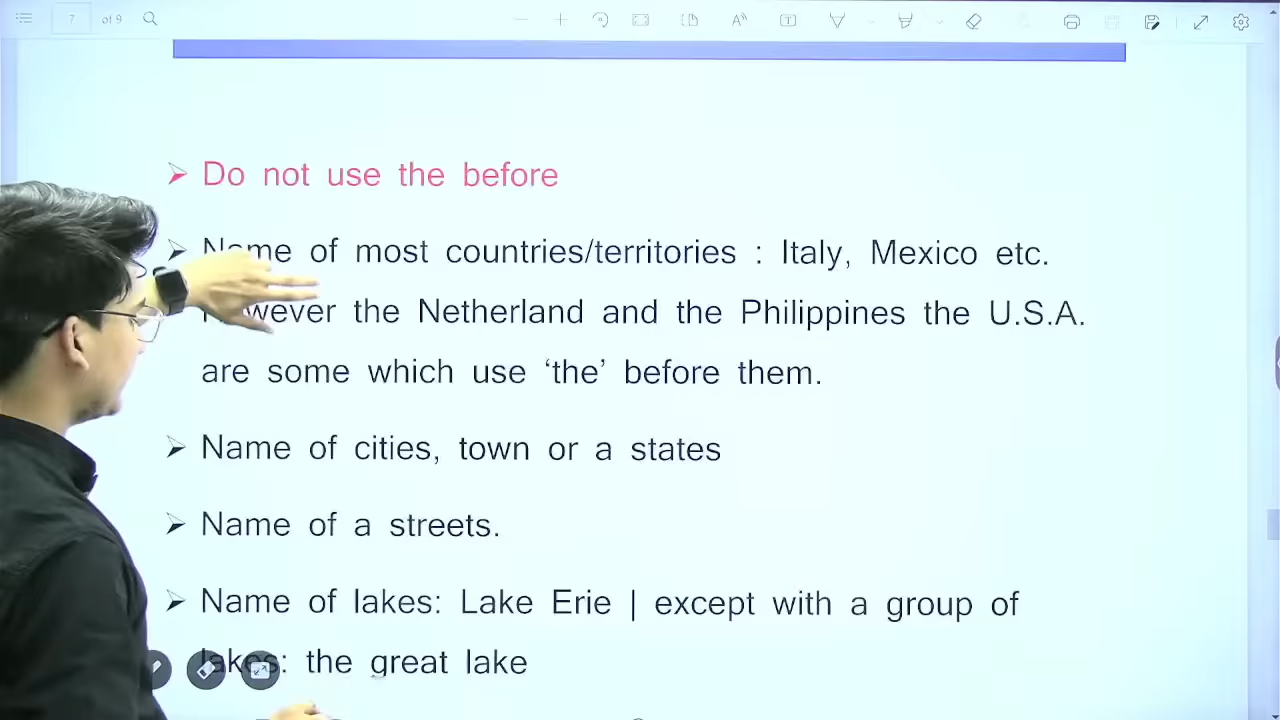 7 of 9
Do not use the before
Name of most countries/territories : Italy, Mexico etc.
However the Netherland and the Philippines the U.S.A.
are some which use ‘the’ before them.
Name of cities, town or a states
Name of a streets.
Name of lakes: Lake Erie | except with a group of
lakes: the great lake